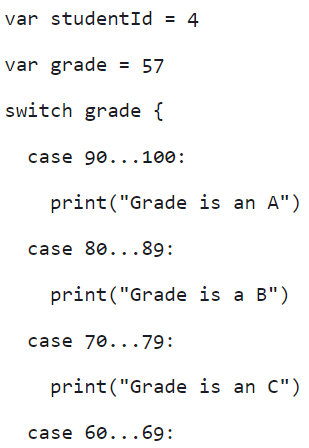 var studentId = 4
var grade = 57
switch grade {
case 90...100:
print("Grade is an A")
case 80...89:
print("Grade is a B")
case 70...79:
print("Grade is an C")
case 60...69: